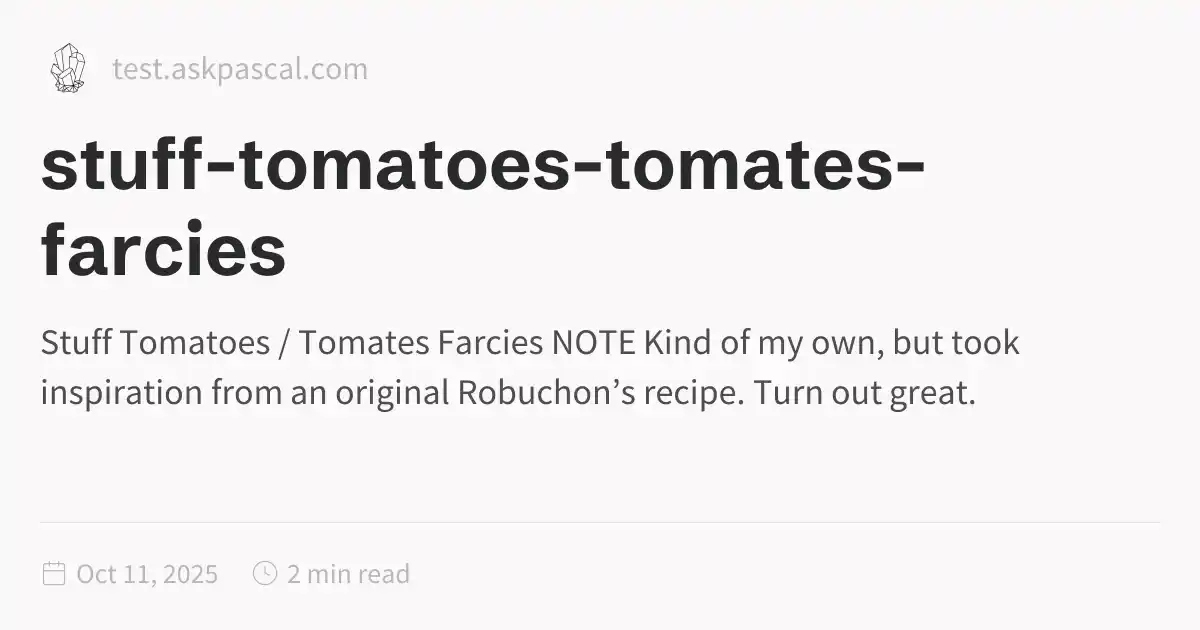 test.askpascal.com
stuff-tomatoes-tomates-
farcies
Stuff Tomatoes / Tomates Farcies NOTE Kind of my own, but took
inspiration from an original Robuchon’s recipe. Turn out great.
Oct 11, 2025 2 min read